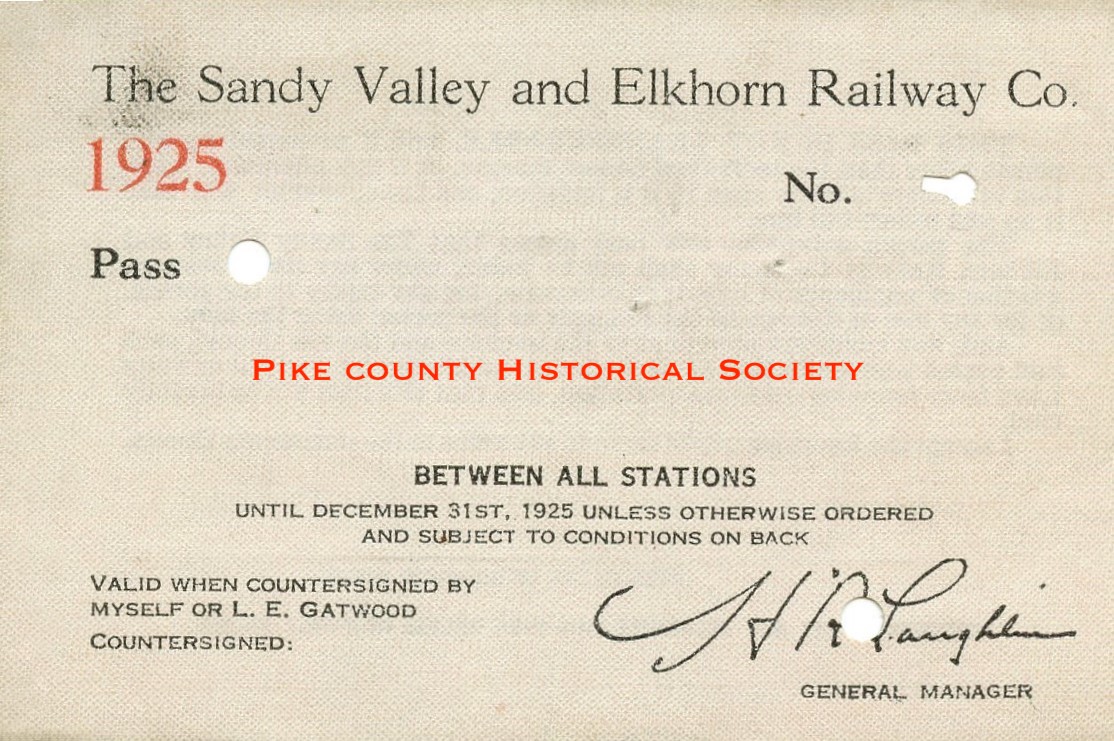 The Sandy Valley and Elkhorn Railway Co.
1925
No.
Pass
PIKE COUNTY HISTORICAL SOCIETY
BETWEEN ALL STATIONS
UNTIL DECEMBER 31ST, 1925 UNLESS OTHERWISE ORDERED
AND SUBJECT TO CONDITIONS ON BACK
VALID WHEN COUNTERSIGNED BY
MYSELF OR L. E. GATWOOD
COUNTERSIGNED:
H R Laughlin
GENERAL MANAGER